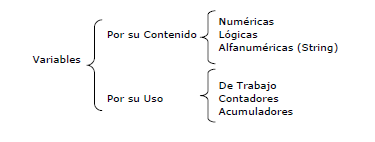 Variables
Por su Contenido
Numéricas
Lógicas
Alfanuméricas (String)
Por su Uso
De Trabajo
Contadores
Acumuladores